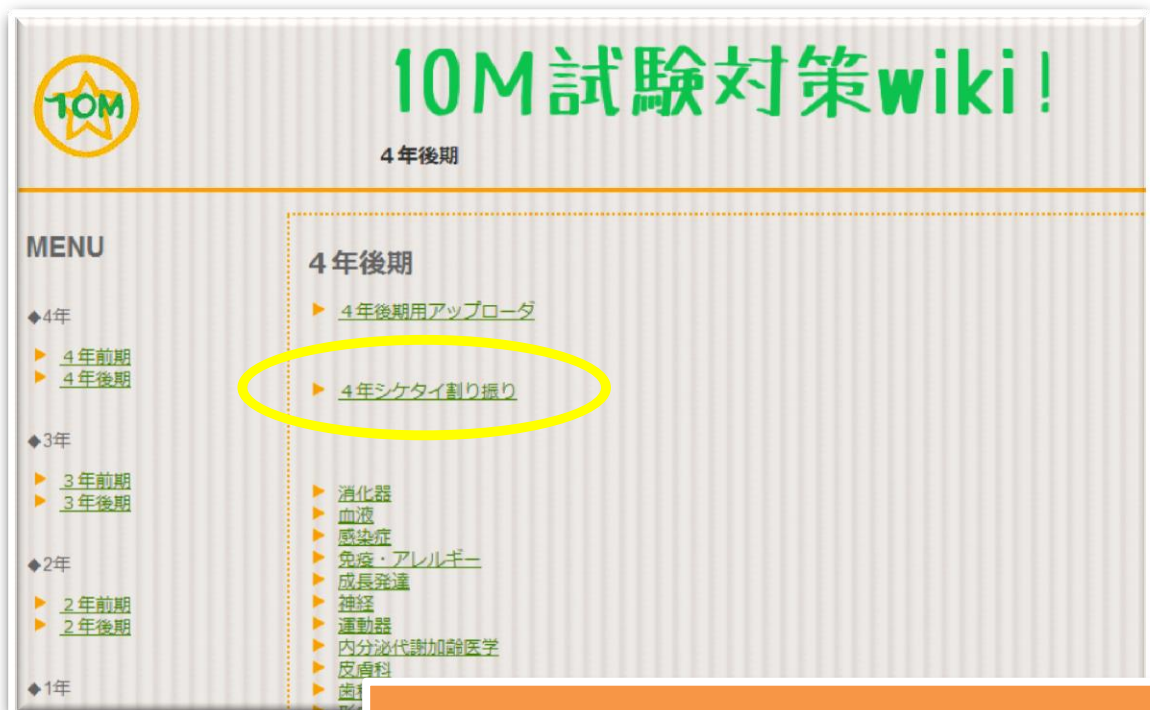 10M
10M試験対策wiki!
4年後期
MENU
◆4年
4年前期
4年後期
◆3年
3年前期
3年後期
◆2年
2年前期
2年後期
◆1年
4年後期
4年後期用アップローダ
4年シケタイ割り振り
消化器
血液
感染症
免疫・アレルギー
成長発達
神経
運動器
内分泌代謝加齢医学
皮膚科